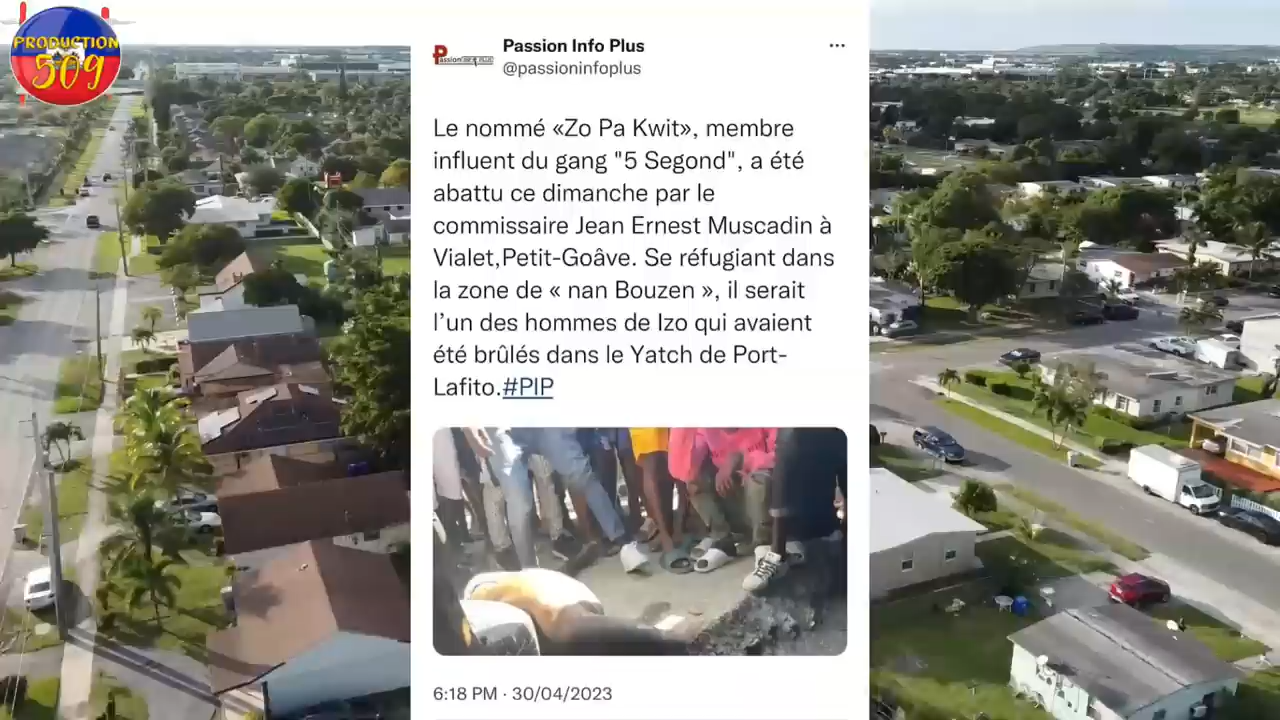 PRODUCTION
509
Passion Info Plus
Passion INFO PLUS
@passioninfoplus
Le nommé «Zo Pa Kwit», membre
influent du gang "5 Segond", a été
abattu ce dimanche par le
commissaire Jean Ernest Muscadin à
Vialet,Petit-Goâve. Se réfugiant dans
la zone de « nan Bouzen », il serait
l’un des hommes de Izo qui avaient
été brûlés dans le Yatch de Port-
Lafito.#PIP
6:18 PM · 30/04/2023